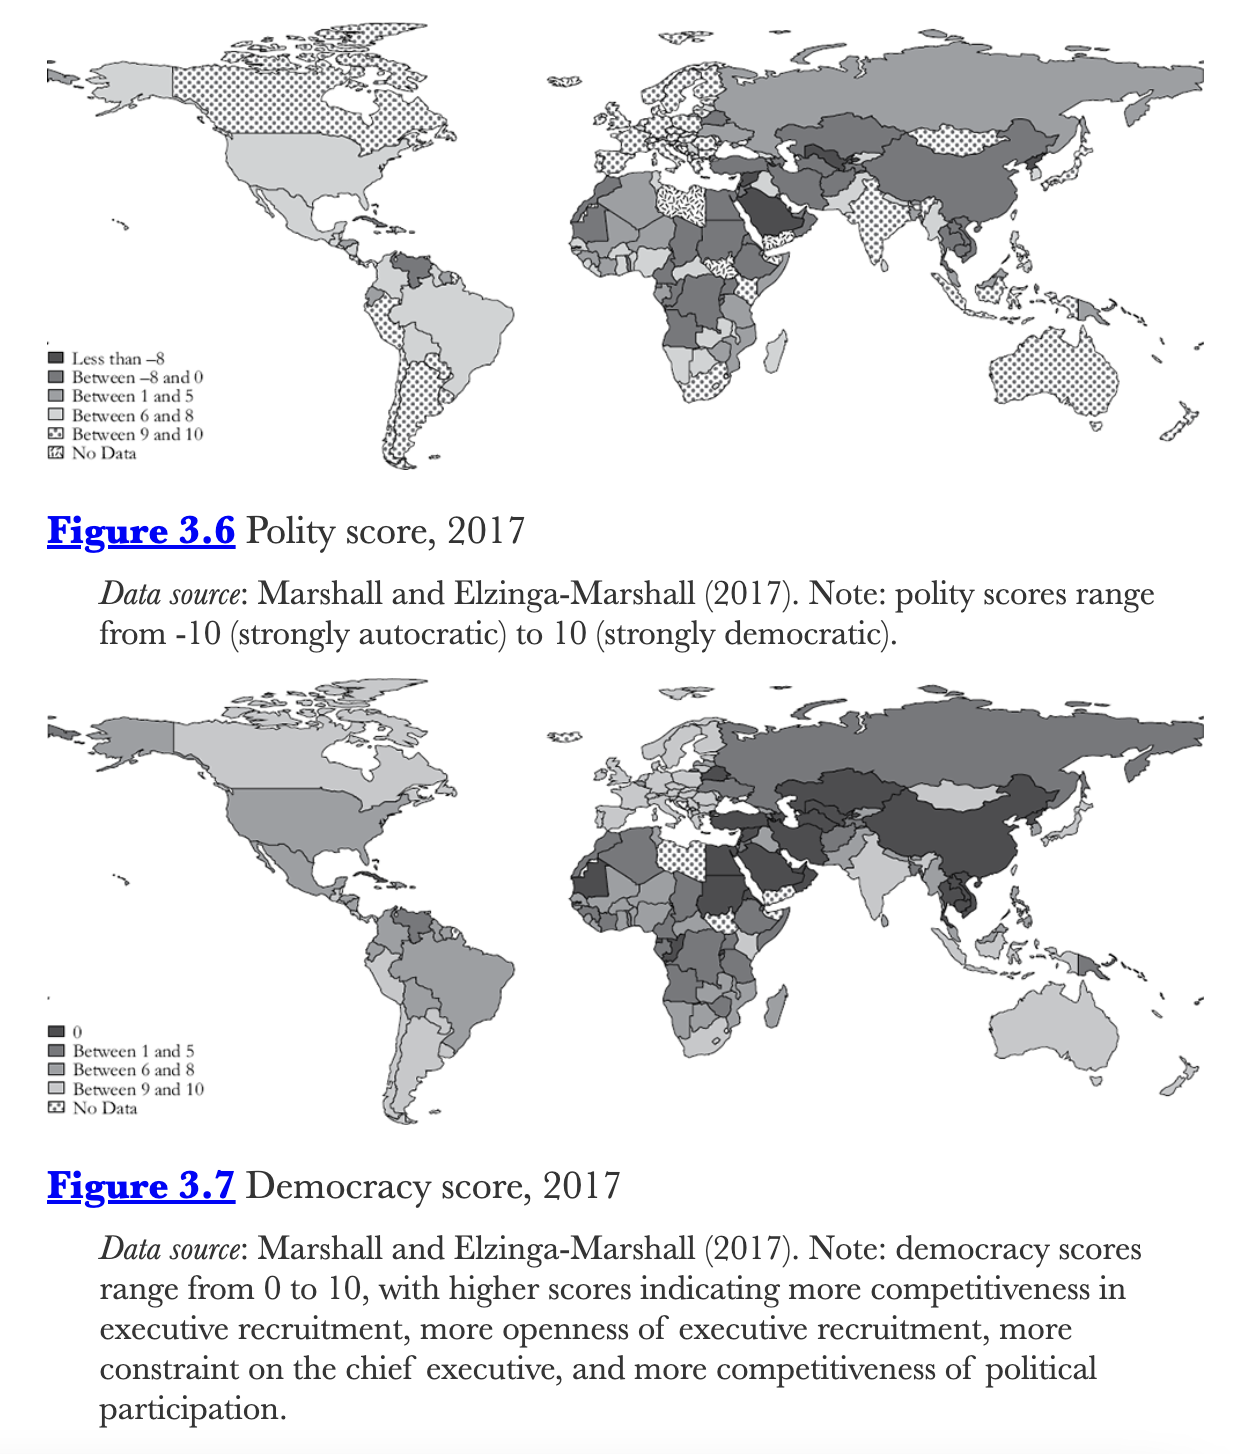 Less than –8
Between –8 and 0
Between 1 and 5
Between 6 and 8
Between 9 and 10
No Data
Figure 3.6 Polity score, 2017
Data source: Marshall and Elzinga-Marshall (2017). Note: polity scores range
from -10 (strongly autocratic) to 10 (strongly democratic).
0
Between 1 and 5
Between 6 and 8
Between 9 and 10
No Data
Figure 3.7 Democracy score, 2017
Data source: Marshall and Elzinga-Marshall (2017). Note: democracy scores
range from 0 to 10, with higher scores indicating more competitiveness in
executive recruitment, more openness of executive recruitment, more
constraint on the chief executive, and more competitiveness of political
participation.